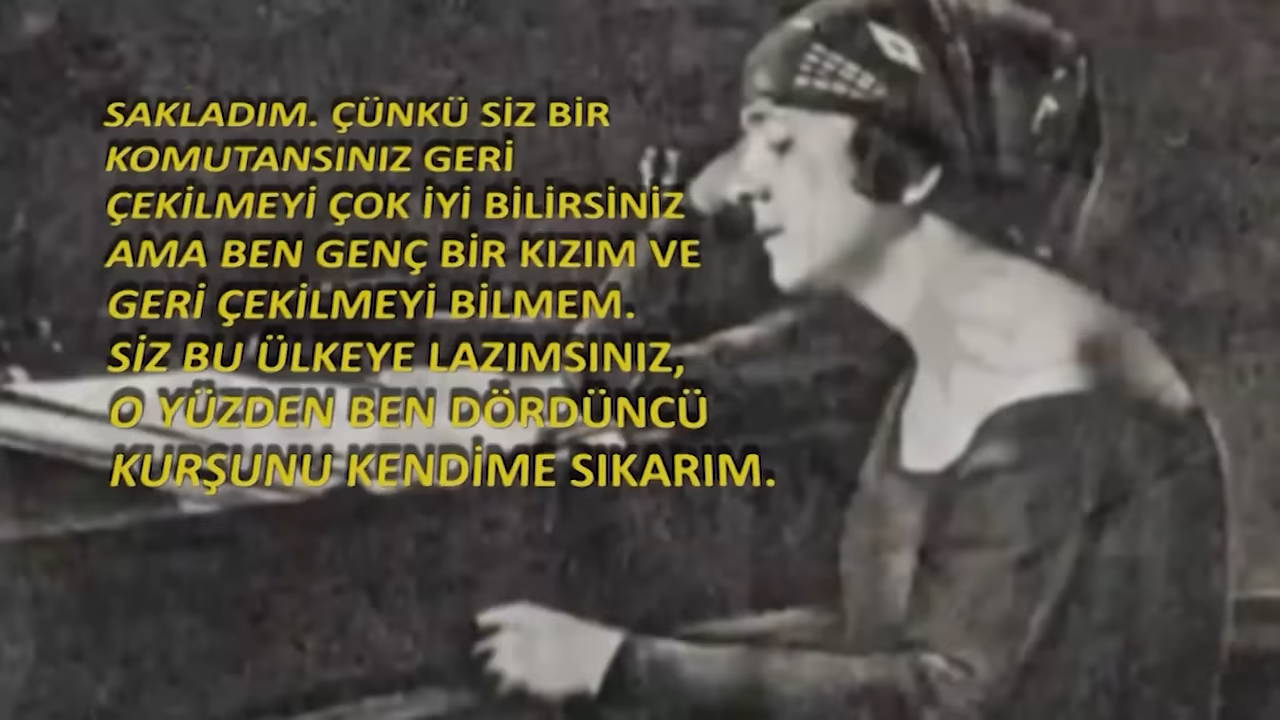 SAKLADIM. ÇÜNKÜ SİZ BİR
KOMUTANSINIZ GERİ
ÇEKİLMEYİ ÇOK İYİ BİLİRSİNİZ
AMA BEN GENÇ BİR KIZIM VE
GERİ ÇEKİLMEYİ BİLMEM.
SİZ BU ÜLKEYE LAZIMSINIZ,
O YÜZDEN BEN DÖRDÜNCÜ
KURŞUNU KENDİME SIKARIM.